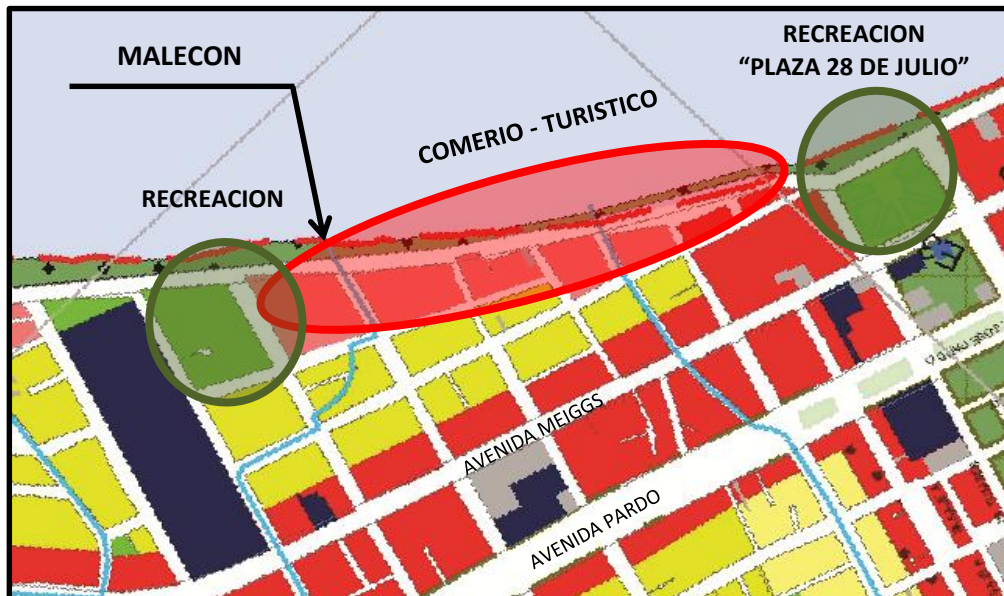 MALECON
RECREACION
“PLAZA 28 DE JULIO”
COMERIO - TURISTICO
RECREACION
AVENIDA MEIGGS
AVENIDA PARDO